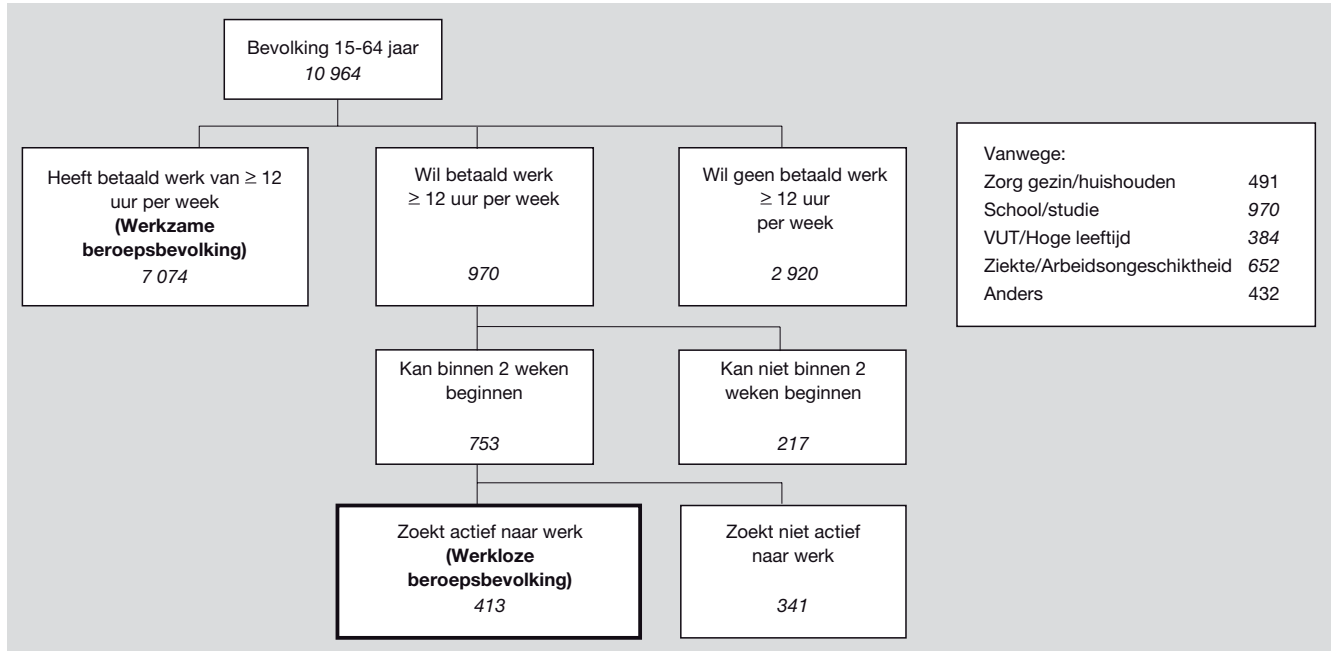 Bevolking 15-64 jaar
10 964
Heeft betaald werk van ≥ 12
uur per week
(Werkzame
beroepsbevolking)
7 074
Wil betaald werk
≥ 12 uur per week
970
Wil geen betaald werk
≥ 12 uur
per week
2 920
Vanwege:
Zorg gezin/huishouden 491
School/studie 970
VUT/Hoge leeftijd 384
Ziekte/Arbeidsongeschiktheid 652
Anders 432
Kan binnen 2 weken
beginnen
753
Kan niet binnen 2
weken beginnen
217
Zoekt actief naar werk
(Werkloze
beroepsbevolking)
413
Zoekt niet actief
naar werk
341